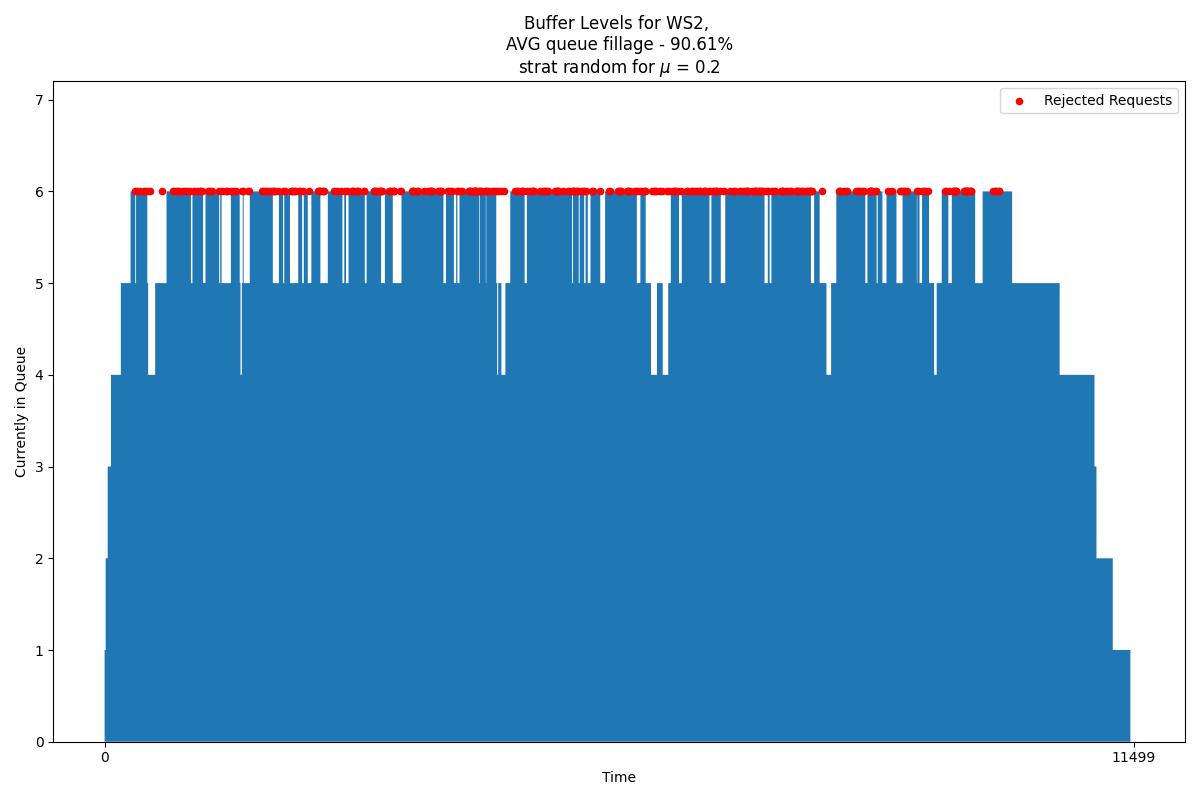 Buffer Levels for WS2,
AVG queue fillage - 90.61%
strat random for μ = 0.2
Rejected Requests
7
6
5
4
3
2
1
0
Currently in Queue
0
11499
Time